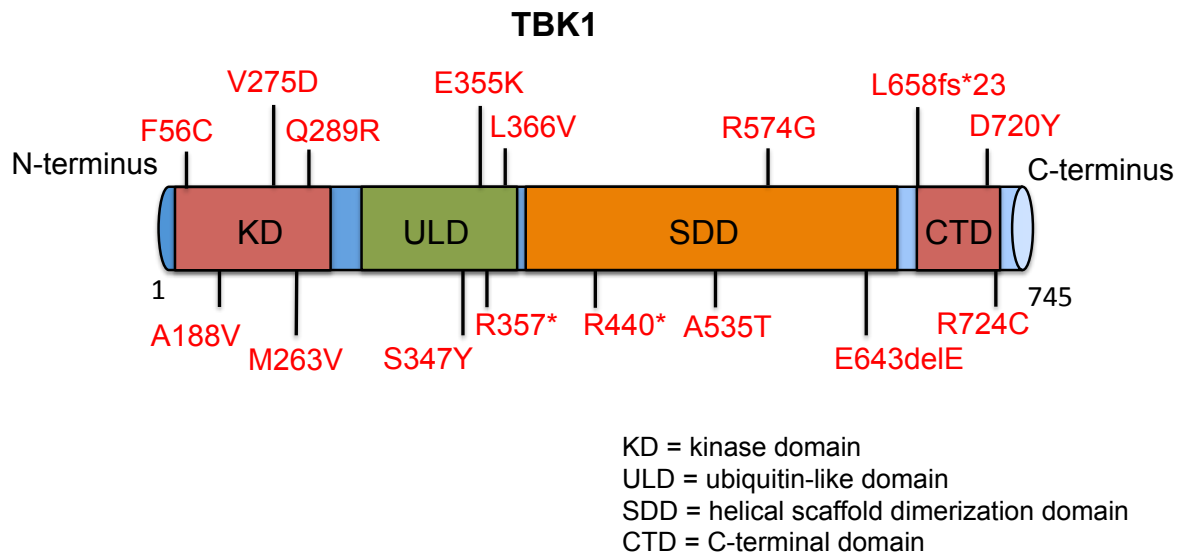 TBK1
V275D
E355K
L658fs*23
F56C
Q289R
L366V
R574G
D720Y
N-terminus
C-terminus
KD
ULD
SDD
CTD
1
745
A188V
M263V
S347Y
R357*
R440*
A535T
E643delE
R724C
KD = kinase domain
ULD = ubiquitin-like domain
SDD = helical scaffold dimerization domain
CTD = C-terminal domain